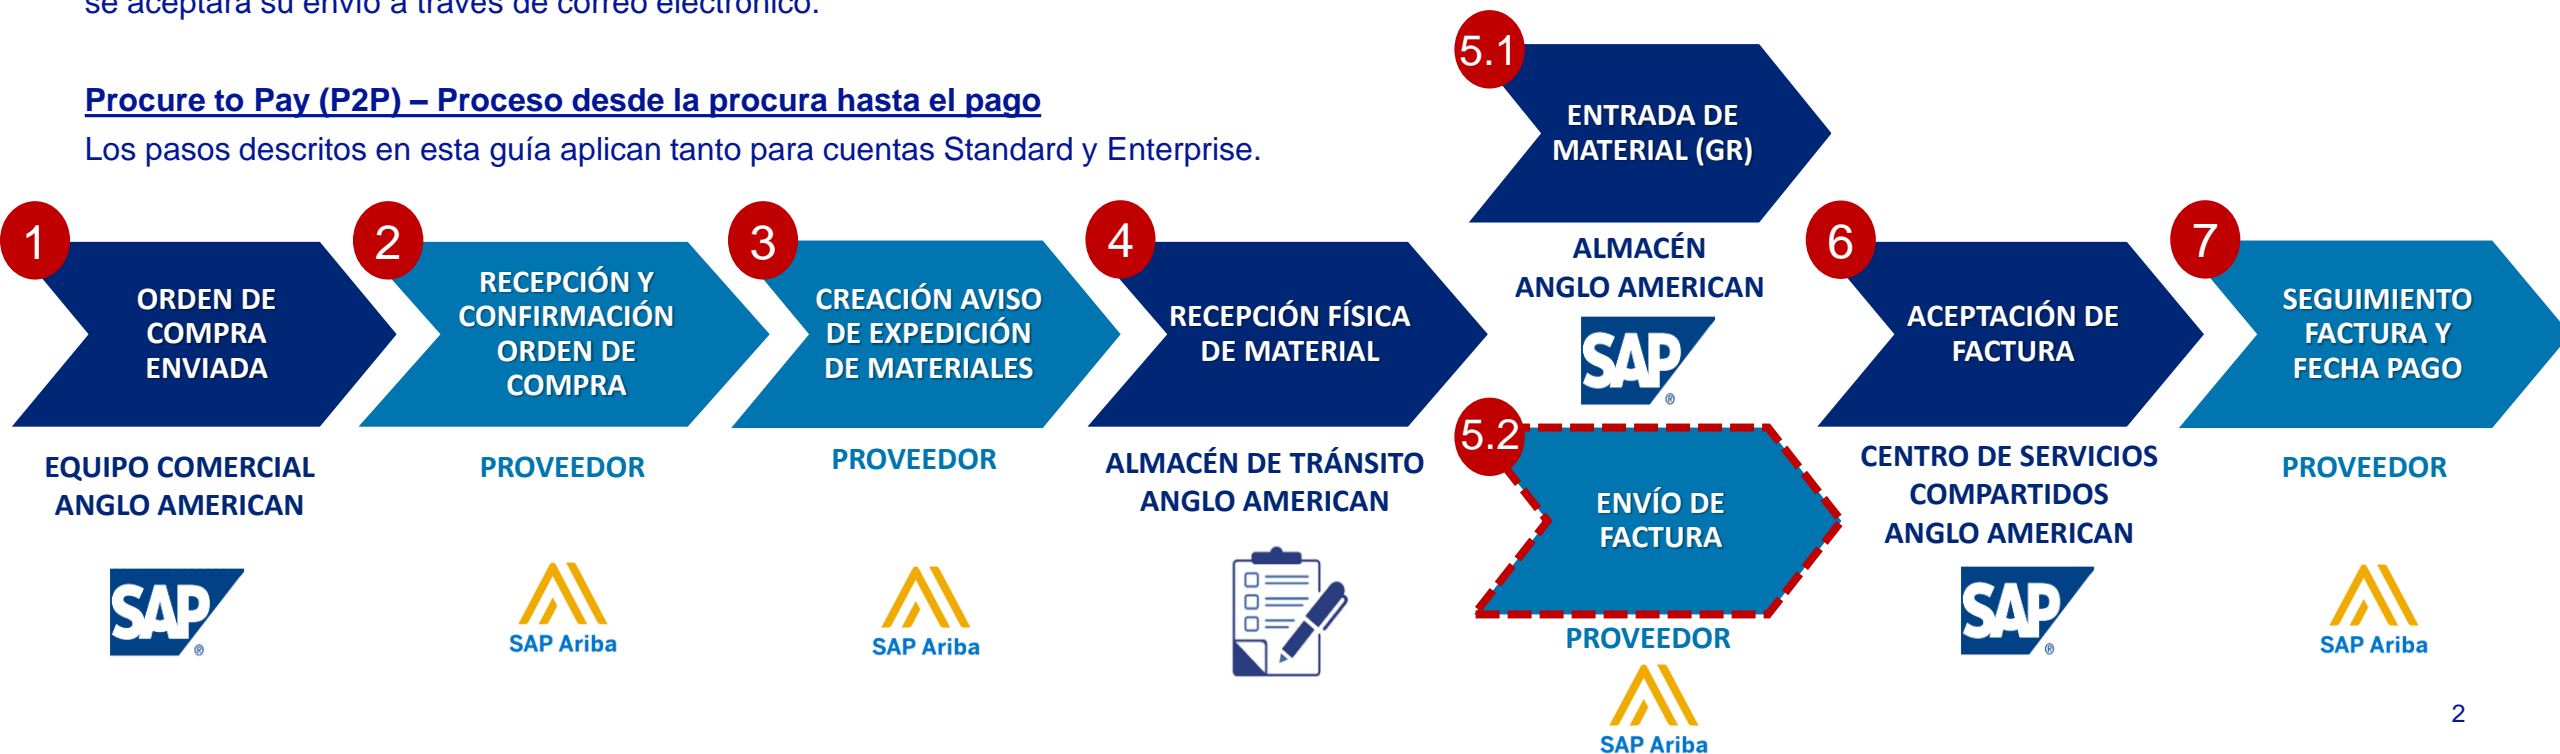 se aceptará su envío a través de correo electrónico.
Procure to Pay (P2P) – Proceso desde la procura hasta el pago
Los pasos descritos en esta guía aplican tanto para cuentas Standard y Enterprise.
1
ORDEN DE
COMPRA
ENVIADA
EQUIPO COMERCIAL
ANGLO AMERICAN
SAP
®
2
RECEPCIÓN Y
CONFIRMACIÓN
ORDEN DE
COMPRA
PROVEEDOR
SAP Ariba
3
CREACIÓN AVISO
DE EXPEDICIÓN
DE MATERIALES
PROVEEDOR
SAP Ariba
4
RECEPCIÓN FÍSICA
DE MATERIAL
ALMACÉN DE TRÁNSITO
ANGLO AMERICAN
5.1
ENTRADA DE
MATERIAL (GR)
ALMACÉN
ANGLO AMERICAN
SAP
®
5.2
ENVÍO DE
FACTURA
PROVEEDOR
SAP Ariba
6
ACEPTACIÓN DE
FACTURA
CENTRO DE SERVICIOS
COMPARTIDOS
ANGLO AMERICAN
SAP
®
7
SEGUIMIENTO
FACTURA Y
FECHA PAGO
PROVEEDOR
SAP Ariba
2